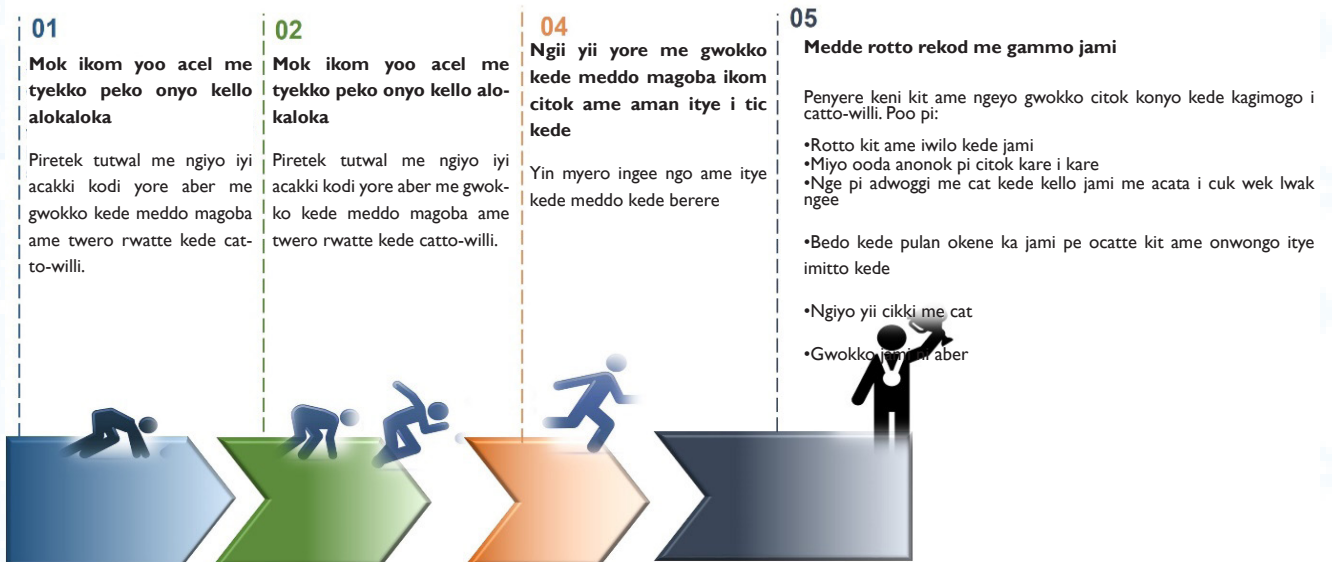 01
Mok ikom yoo acel me
tyekko peko onyo kello
alokaloka
Piretek tutwal me ngiyo iyi
acakki kodi yore aber me
gwokko kede meddo magoba
ame twero rwatte kede cat-
to-willi.
02
Mok ikom yoo acel me
tyekko peko onyo kello alo-
kaloka
Piretek tutwal me ngiyo iyi
acakki kodi yore aber me gwok-
ko kede meddo magoba ame
twero rwatte kede catto-willi.
04
Ngii yii yore me gwokko
kede meddo magoba ikom
citok ame aman itye i tic
kede
Yin myero ingee ngo ame itye
kede meddo kede berere
05
Medde rotto rekod me gammo jami
Penyere keni kit ame ngeyo gwokko citok konyo kede kagimogo i
catto-willi. Poo pi:
•Rotto kit ame iwilo kede jami
•Miyo ooda anonok pi citok kare i kare
•Nge pi adwoggi me cat kede kello jami me acata i cuk wek lwak
ngee
•Bedo kede pulan okene ka jami pe ocatte kit ame onwongo itye
imitto kede
•Ngiyo yii cikki me cat
•Gwokko jami ni aber